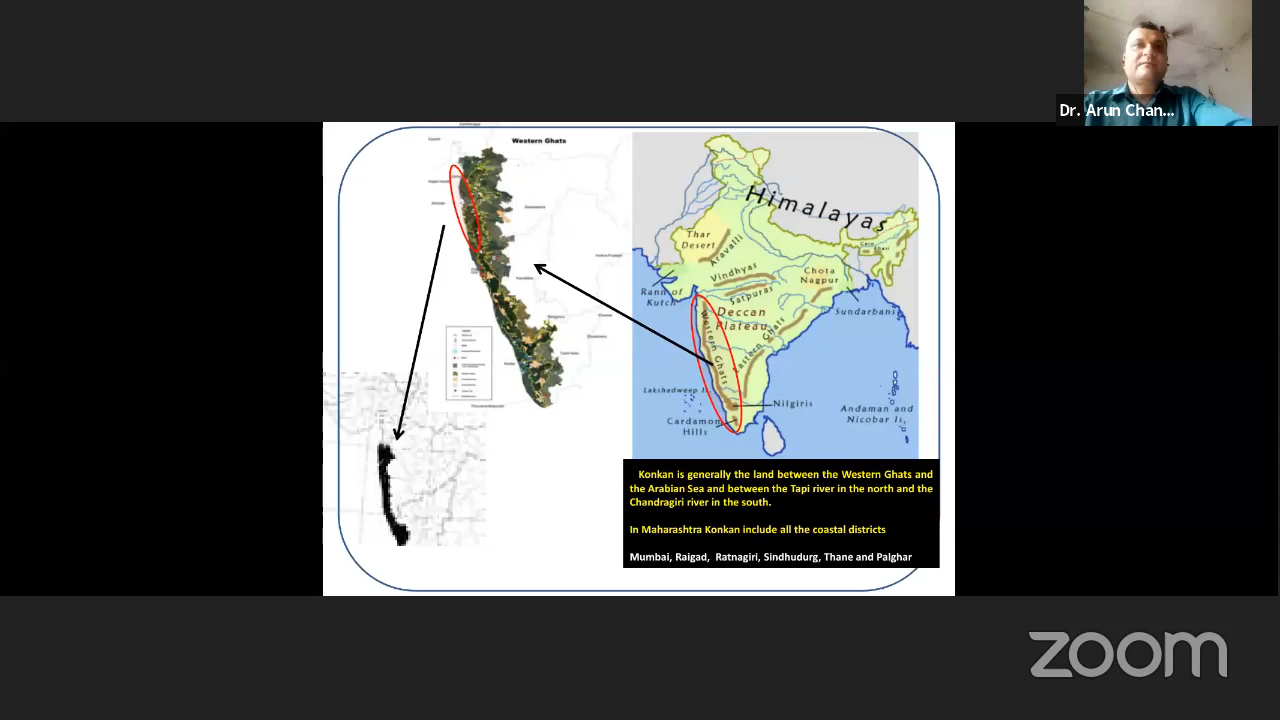 Dr. Arun Chan...
Western Ghats
Himalayas
Thar
Desert
Aravalli
Vindhyas
Satpuras
Chota
Nagpur
Garo
Khasi
Rann of
Kutch
Deccan
Plateau
Sundarbans
Western Ghats
Eastern Ghats
Lakshadweep Is.
Nilgiris
Cardamon
Hills
Andaman and
Nicobar Is.
Konkan is generally the land between the Western Ghats and
the Arabian Sea and between the Tapi river in the north and the
Chandragiri river in the south.
In Maharashtra Konkan include all the coastal districts
Mumbai, Raigad, Ratnagiri, Sindhudurg, Thane and Palghar
zoom